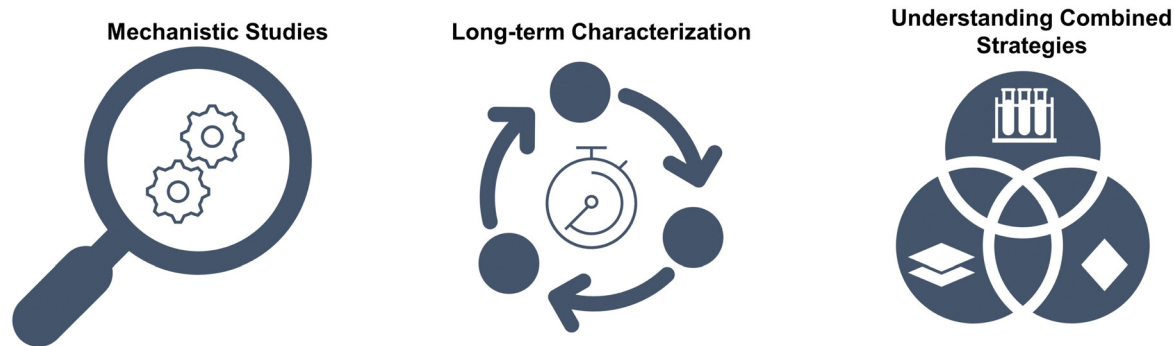 Mechanistic Studies
Long-term Characterization
Understanding Combined
Strategies